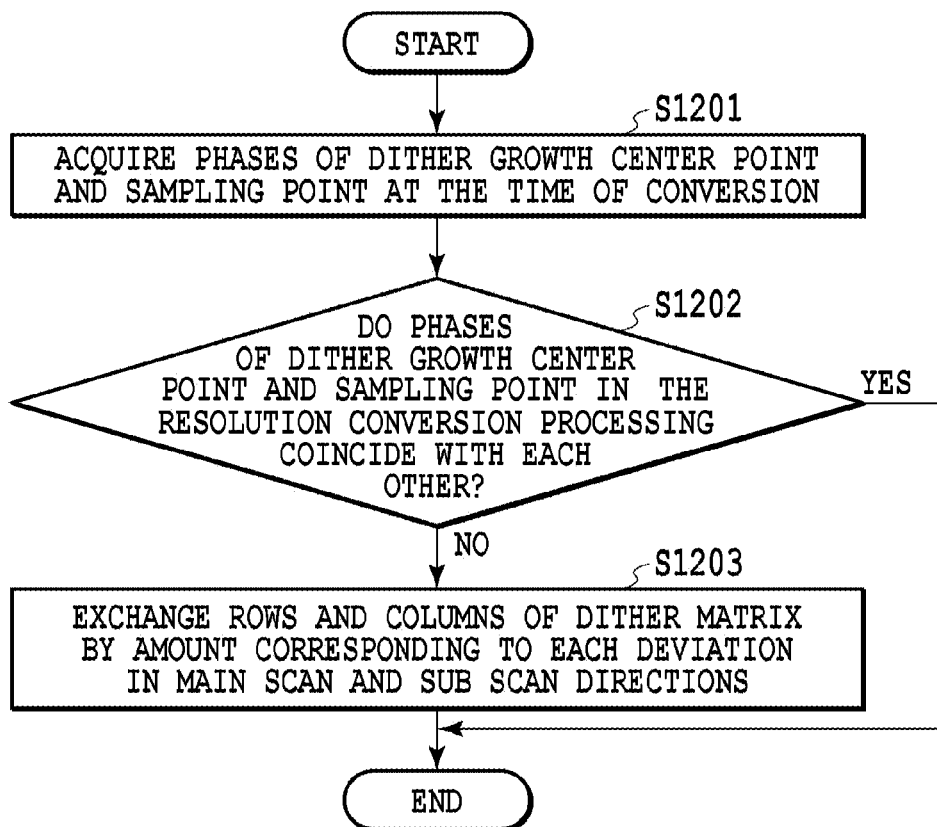 START
S1201
ACQUIRE PHASES OF DITHER GROWTH CENTER POINT
AND SAMPLING POINT AT THE TIME OF CONVERSION
S1202
DO PHASES
OF DITHER GROWTH CENTER
POINT AND SAMPLING POINT IN THE
RESOLUTION CONVERSION PROCESSING
COINCIDE WITH EACH
OTHER?
YES
NO
S1203
EXCHANGE ROWS AND COLUMNS OF DITHER MATRIX
BY AMOUNT CORRESPONDING TO EACH DEVIATION
IN MAIN SCAN AND SUB SCAN DIRECTIONS
END